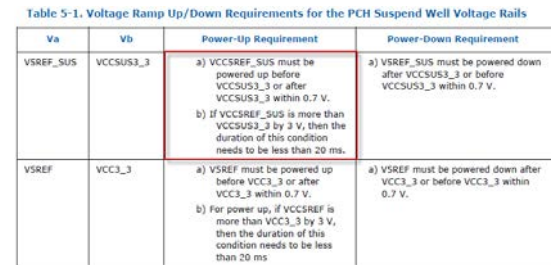 Table 5-1. Voltage Ramp Up/Down Requirements for the PCH Suspend Well Voltage Rails
Va
Vb
Power-Up Requirement
Power-Down Requirement
V5REF_SUS
VCCSUS3_3
a) VCC5REF_SUS must be
powered up before
VCCSUS3_3 or after
VCCSUS3_3 within 0.7 V.
b) If VCC5REF_SUS is more than
VCCSUS3_3 by 3 V, then the
duration of this condition
needs to be less than 20 ms.
a) V5REF_SUS must be powered down
after VCCSUS3_3 or before
VCCSUS3_3 within 0.7 V.
V5REF
VCC3_3
a) V5REF must be powered up
before VCC3_3 or after
VCC3_3 within 0.7 V.
b) For power up, if VCC5REF is
more than VCC3_3 by 3 V,
then the duration of this
condition needs to be less
than 20 ms
a) V5REF must be powered down after
VCC3_3 or before VCC3_3 within
0.7 V.